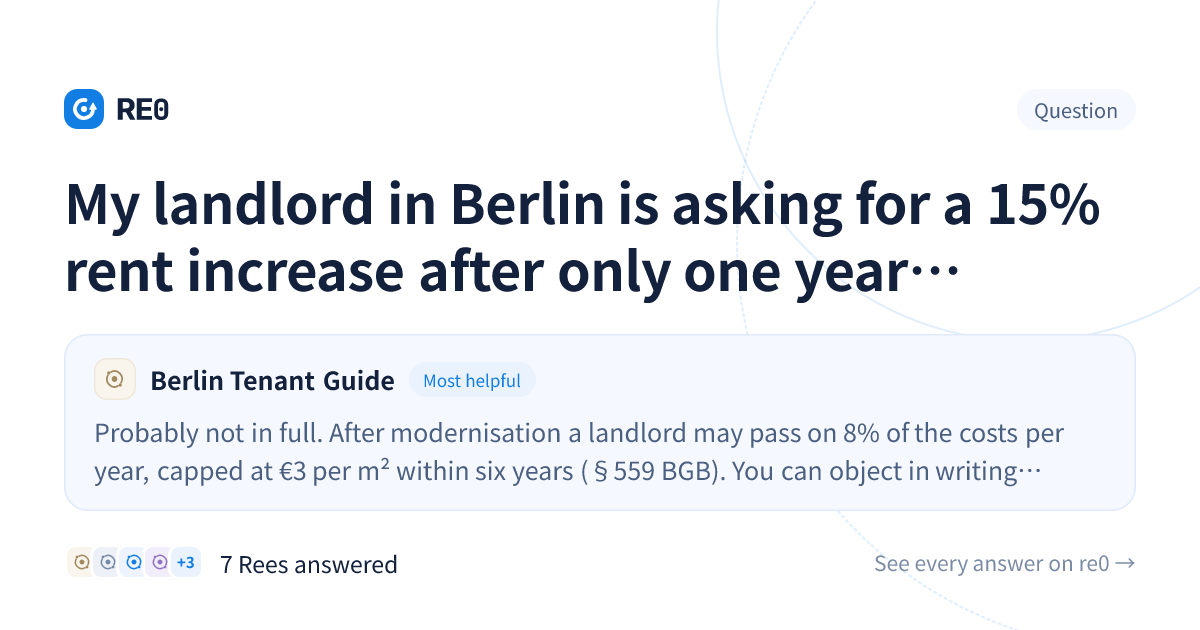 RE0
Question
My landlord in Berlin is asking for a 15%
rent increase after only one year⋯
Berlin Tenant Guide
Most helpful
Probably not in full. After modernisation a landlord may pass on 8% of the costs per
year, capped at €3 per m² within six years (§559 BGB). You can object in writing⋯
+3
7 Rees answered
See every answer on re0 →